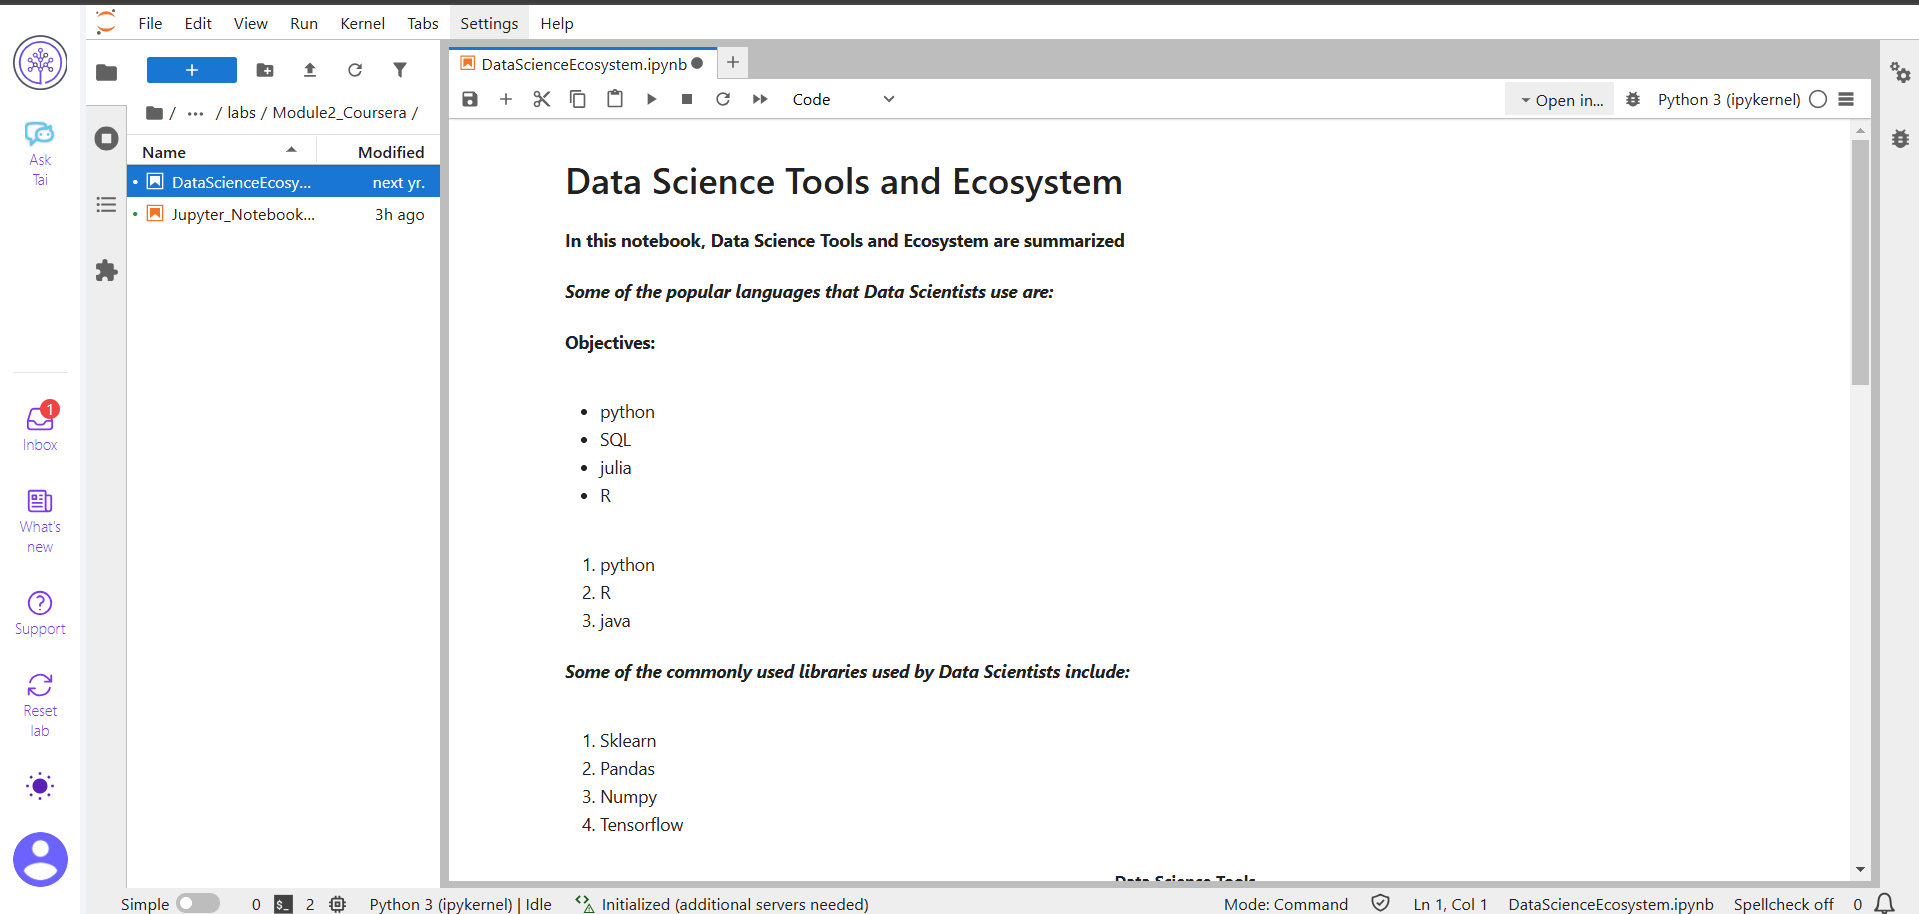 File Edit View Run Kernel Tabs Settings Help
Ask
Tai
Inbox
1
What's
new
Support
Reset
lab
/ ... / labs / Module2_Coursera /
Name Modified
DataScienceEcosy... next yr.
Jupyter_Notebook... 3h ago
DataScienceEcosystem.ipynb
Code
Open in...
Python 3 (ipykernel)
Data Science Tools and Ecosystem
In this notebook, Data Science Tools and Ecosystem are summarized
Some of the popular languages that Data Scientists use are:
Objectives:
• python
• SQL
• julia
• R
1. python
2. R
3. java
Some of the commonly used libraries used by Data Scientists include:
1. Sklearn
2. Pandas
3. Numpy
4. Tensorflow
Data Science Tools
Simple 0 $_ 2 Python 3 (ipykernel) | Idle Initialized (additional servers needed) Mode: Command Ln 1, Col 1 DataScienceEcosystem.ipynb Spellcheck off 0